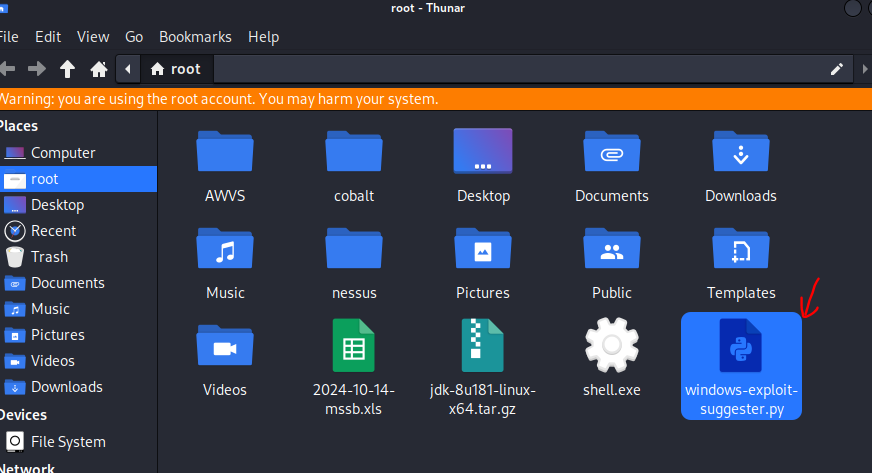 root - Thunar
File Edit View Go Bookmarks Help
root
Warning: you are using the root account. You may harm your system.
Places
Computer
root
Desktop
Recent
Trash
Documents
Music
Pictures
Videos
Downloads
Devices
File System
Network
AWVS
cobalt
Desktop
Documents
Downloads
Music
nessus
Pictures
Public
Templates
Videos
2024-10-14-
mssb.xls
jdk-8u181-linux-
x64.tar.gz
shell.exe
windows-exploit-
suggester.py